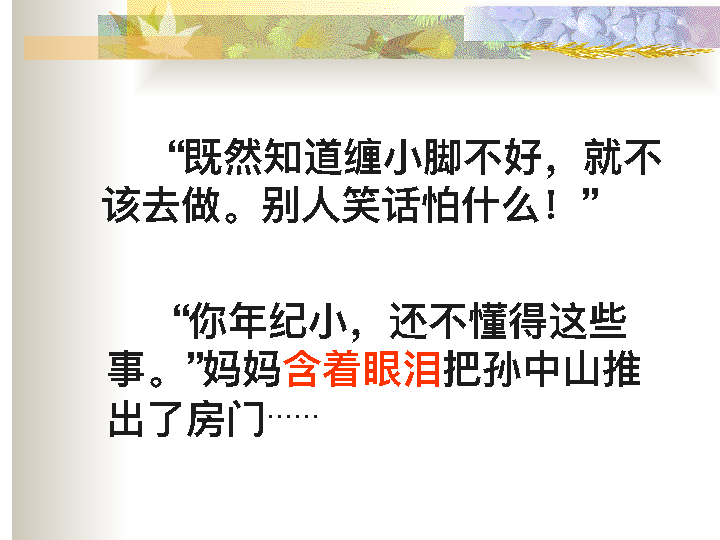 “既然知道缠小脚不好，就不
该去做。别人笑话怕什么！”
“你年纪小，还不懂得这些
事。”妈妈含着眼泪把孙中山推
出了房门……